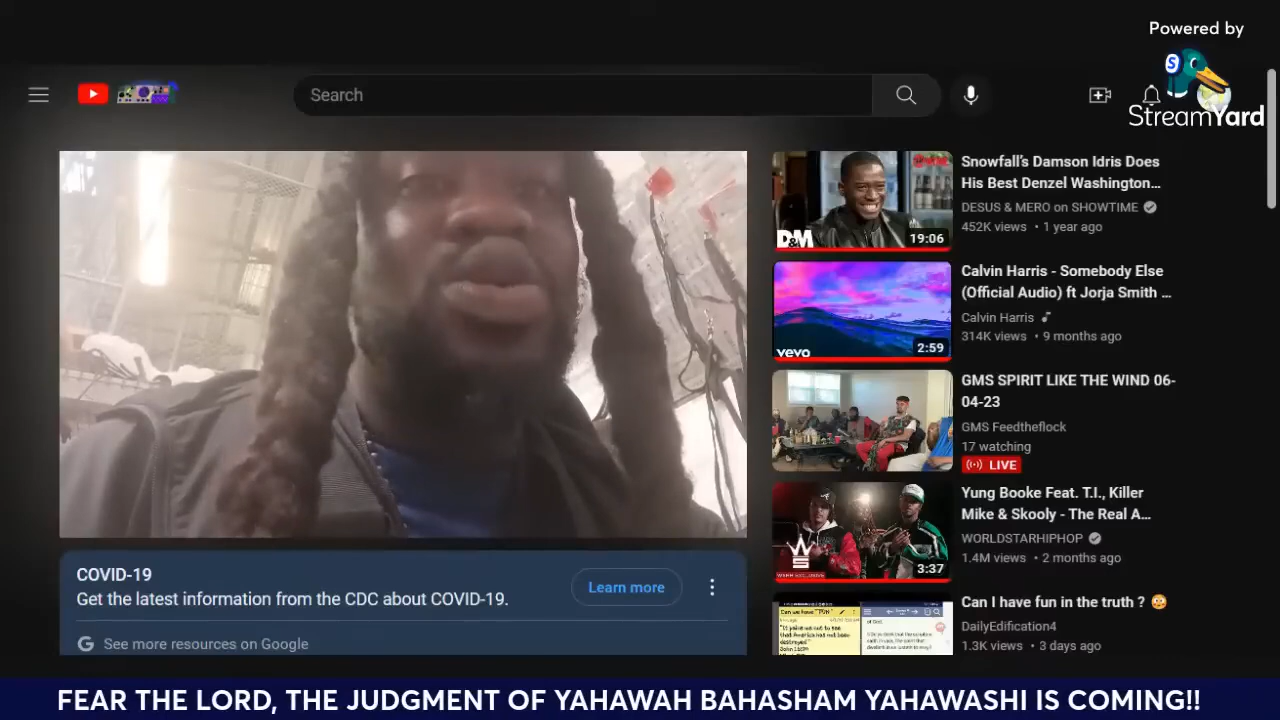 Powered by
StreamYard
Search
Snowfall's Damson Idris Does
His Best Denzel Washington...
DESUS & MERO on SHOWTIME
452K views • 1 year ago
D&M
19:06
Calvin Harris - Somebody Else
(Official Audio) ft Jorja Smith ...
Calvin Harris
314K views • 9 months ago
vevo
2:59
GMS SPIRIT LIKE THE WIND 06-
04-23
GMS Feedtheflock
17 watching
LIVE
Yung Booke Feat. T.I., Killer
Mike & Skooly - The Real A...
WORLDSTARHIPHOP
1.4M views • 2 months ago
3:37
Can I have fun in the truth ? 😳
DailyEdification4
1.3K views • 3 days ago
COVID-19
Get the latest information from the CDC about COVID-19.
Learn more
See more resources on Google
FEAR THE LORD, THE JUDGMENT OF YAHAWAH BAHASHAM YAHAWASHI IS COMING!!